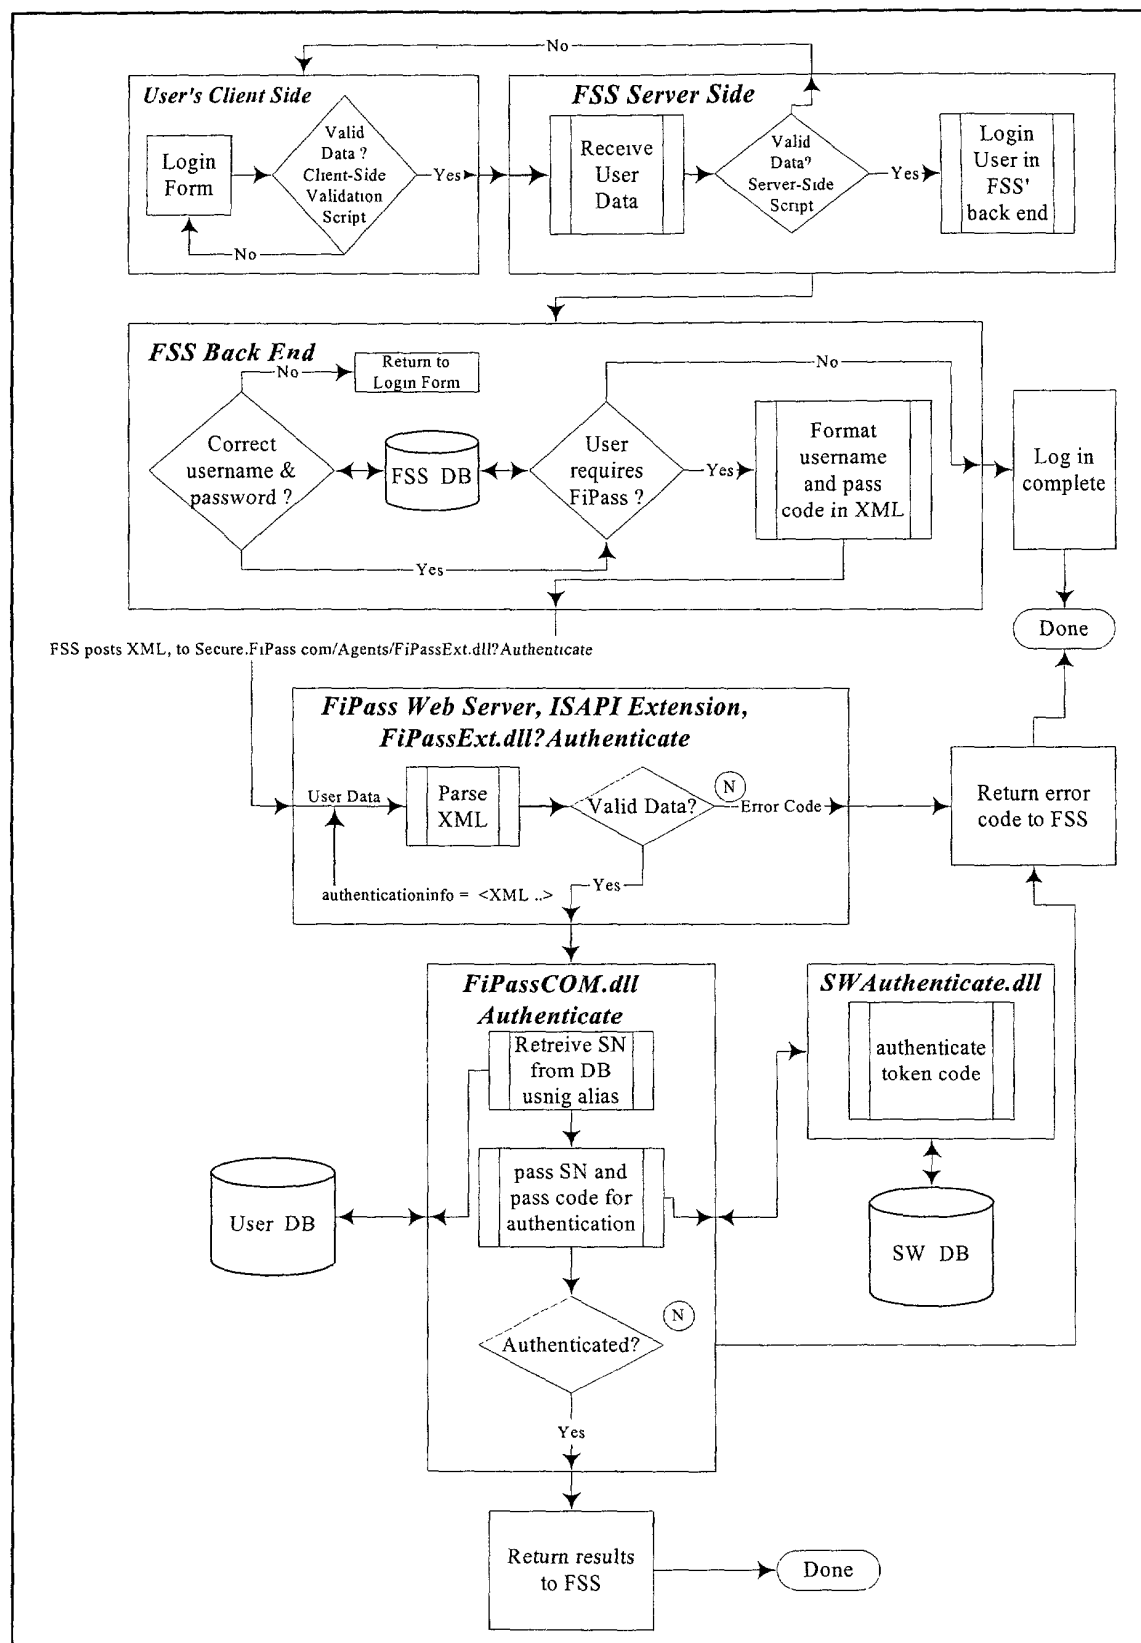 No
User's Client Side
FSS Server Side
Login
Form
Valid
Data ?
Client-Side
Validation
Script
Yes
No
Receive
User
Data
Valid
Data?
Server-Side
Script
Yes
Login
User in
FSS'
back end
FSS Back End
No
Return to
Login Form
No
Correct
username &
password ?
FSS DB
User
requires
FiPass ?
Yes
Format
username
and pass
code in XML
Log in
complete
Yes
Done
FSS posts XML, to Secure.FiPass com/Agents/FiPassExt.dll?Authenticate
FiPass Web Server, ISAPI Extension,
FiPassExt.dll?Authenticate
User Data
Parse
XML
Valid Data?
N
Error Code
Return error
code to FSS
Yes
authenticationinfo = <XML ..>
FiPassCOM.dll
Authenticate
SWAuthenticate.dll
Retreive SN
from DB
usnig alias
authenticate
token code
pass SN and
pass code for
authentication
User DB
SW DB
N
Authenticated?
Yes
Return results
to FSS
Done